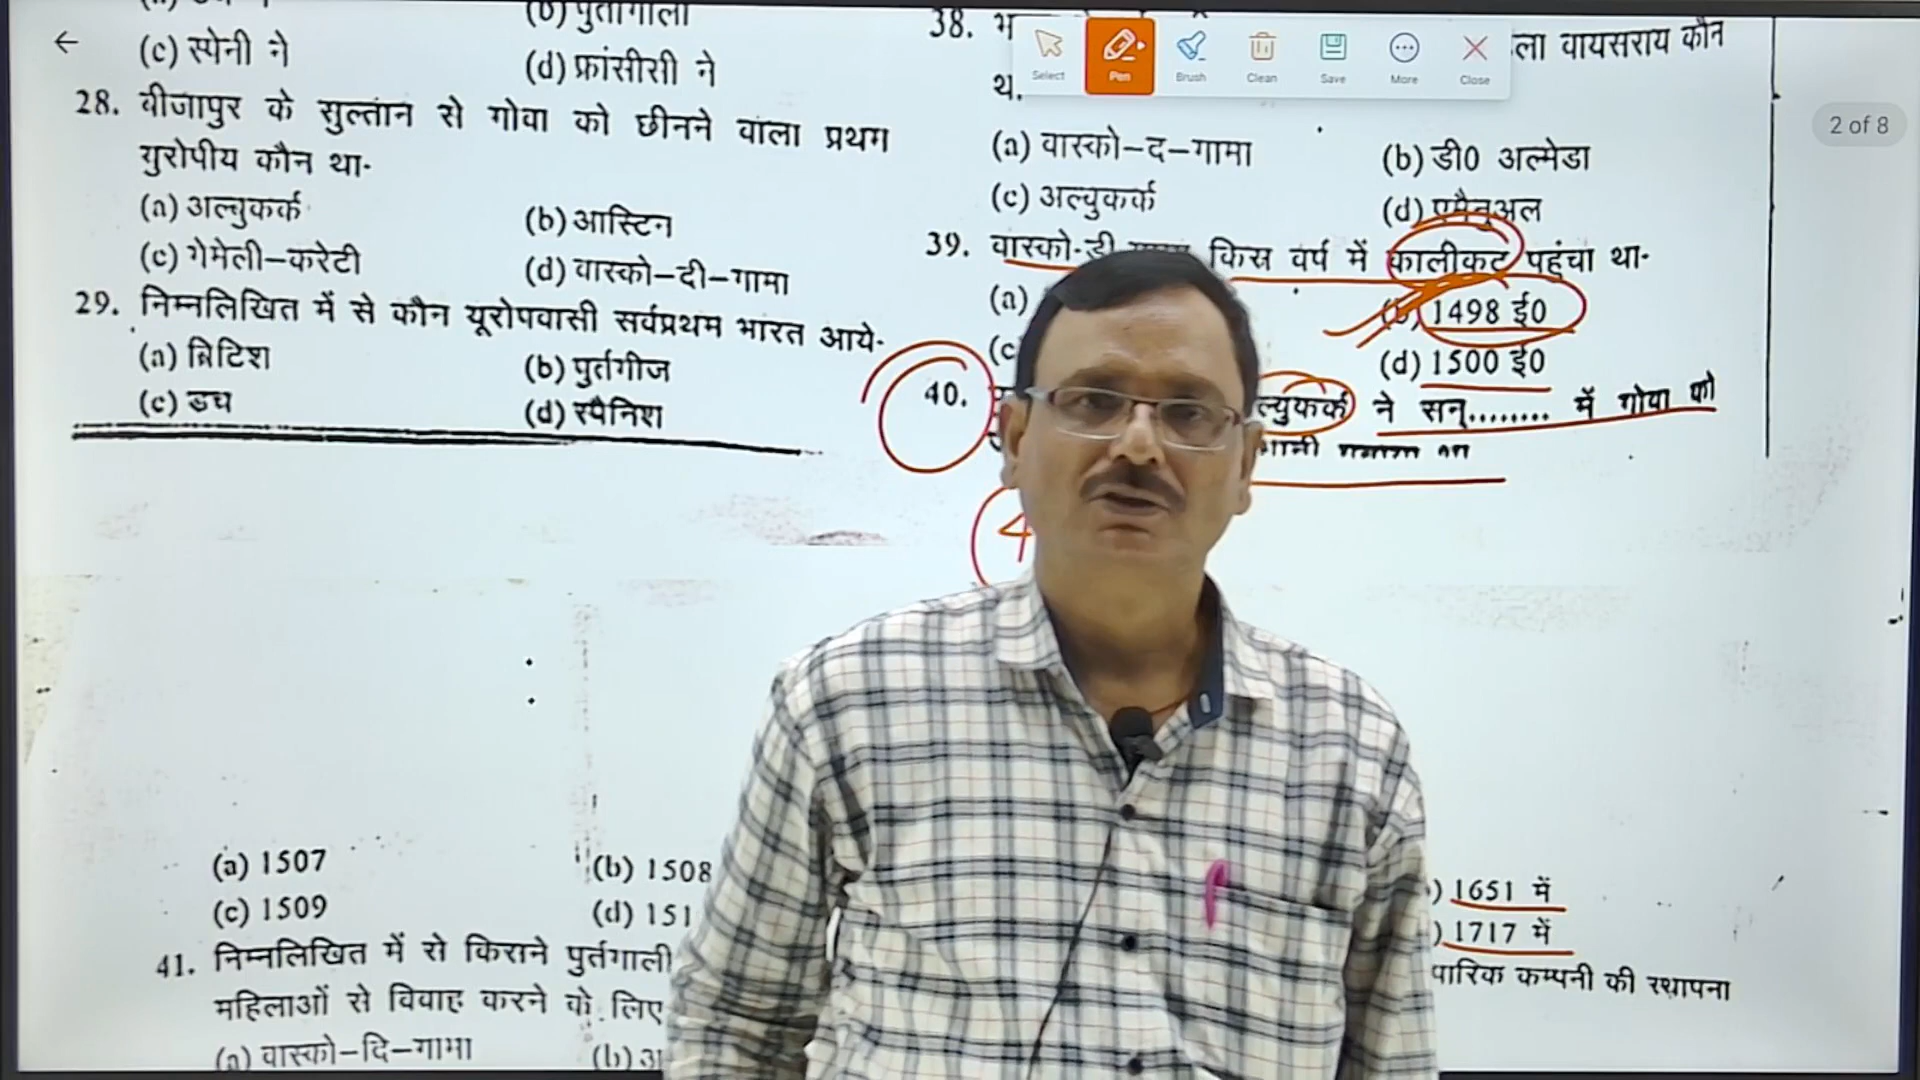 (c) स्पेनी ने
(b) पुर्तगाली
(d) फ्रांसीसी ने
28. बीजापुर के सुल्तान से गोवा को छीनने वाला प्रथम
युरोपीय कौन था-
(a) अल्बुकर्क
(b) आस्टिन
(c) गेमेली-करेटी
(d) वास्को-दी-गामा
29. निम्नलिखित में से कौन यूरोपवासी सर्वप्रथम भारत आये-
(a) ब्रिटिश
(b) पुर्तगीज
(c) डच
(d) स्पैनिश
38.
ला वायसराय कौन
Select
Pen
Brush
Clean
Save
More
Close
2 of 8
(a) वास्को-द-गामा
(b) डी0 अल्मेडा
(c) अल्बुकर्क
(d) एमैनुअल
39. वास्को-डी किस वर्ष में कालीकट पहुंचा था-
(a)
(b) 1498 ई0
(c
(d) 1500 ई0
40. ल्बुकर्क ने सन्........ में गोवा को
4
(a) 1507
(b) 1508
(c) 1509
(d) 151
41. निम्नलिखित में से किसने पुर्तगाली
महिलाओं से विवाह करने के लिए
(a) वास्को-दि-गामा
(b) अ
) 1651 में
) 1717 में
पारिक कम्पनी की स्थापना